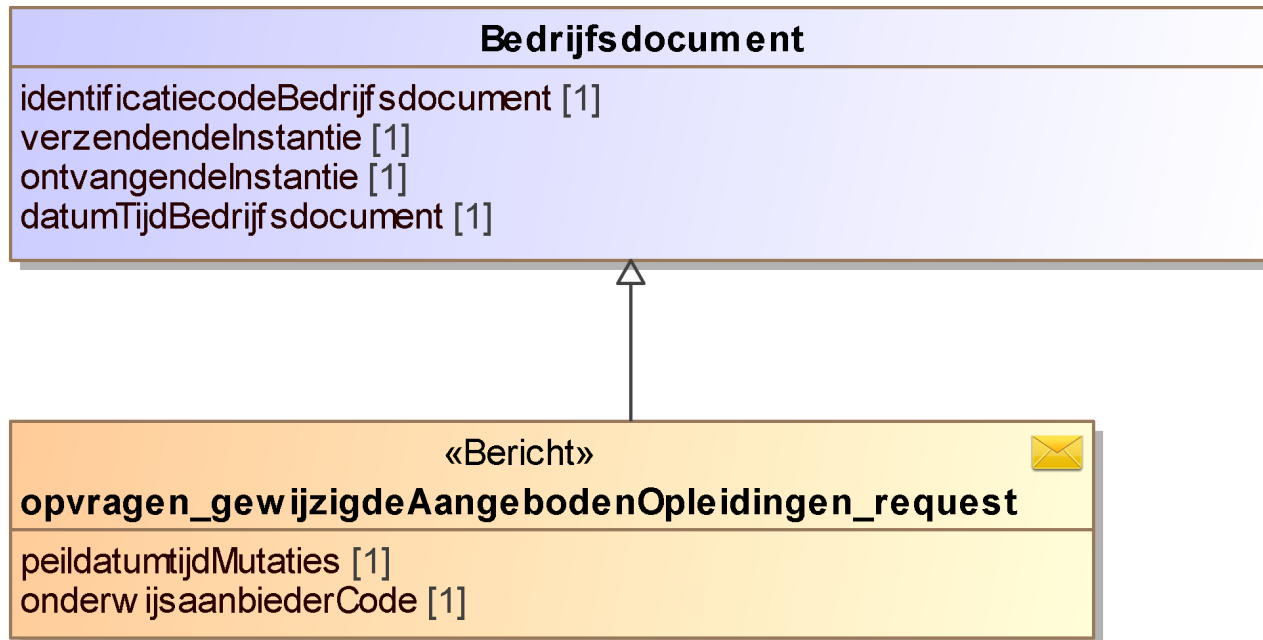 Bedrijfsdocument
identificatiecodeBedrijfsdocument [1]
verzendendeInstantie [1]
ontvangendeInstantie [1]
datumTijdBedrijfsdocument [1]
«Bericht»
opvragen_gewijzigdeAangebodenOpleidingen_request
peildatumtijdMutaties [1]
onderwijsaanbiederCode [1]